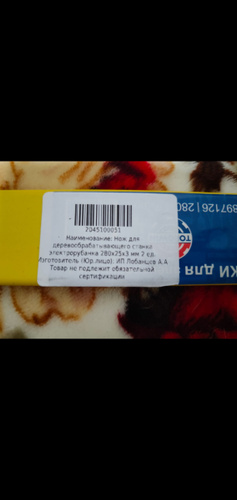 2045100051
Наименование: Нож для
деревообрабатывающего станка
электрорубанка 280x25x3 мм 2 ед.
Изготовитель (Юр.лицо): ИП Лобанцов А.А.
Товар не подлежит обязательной
сертификации
897126 | 280
КИ для